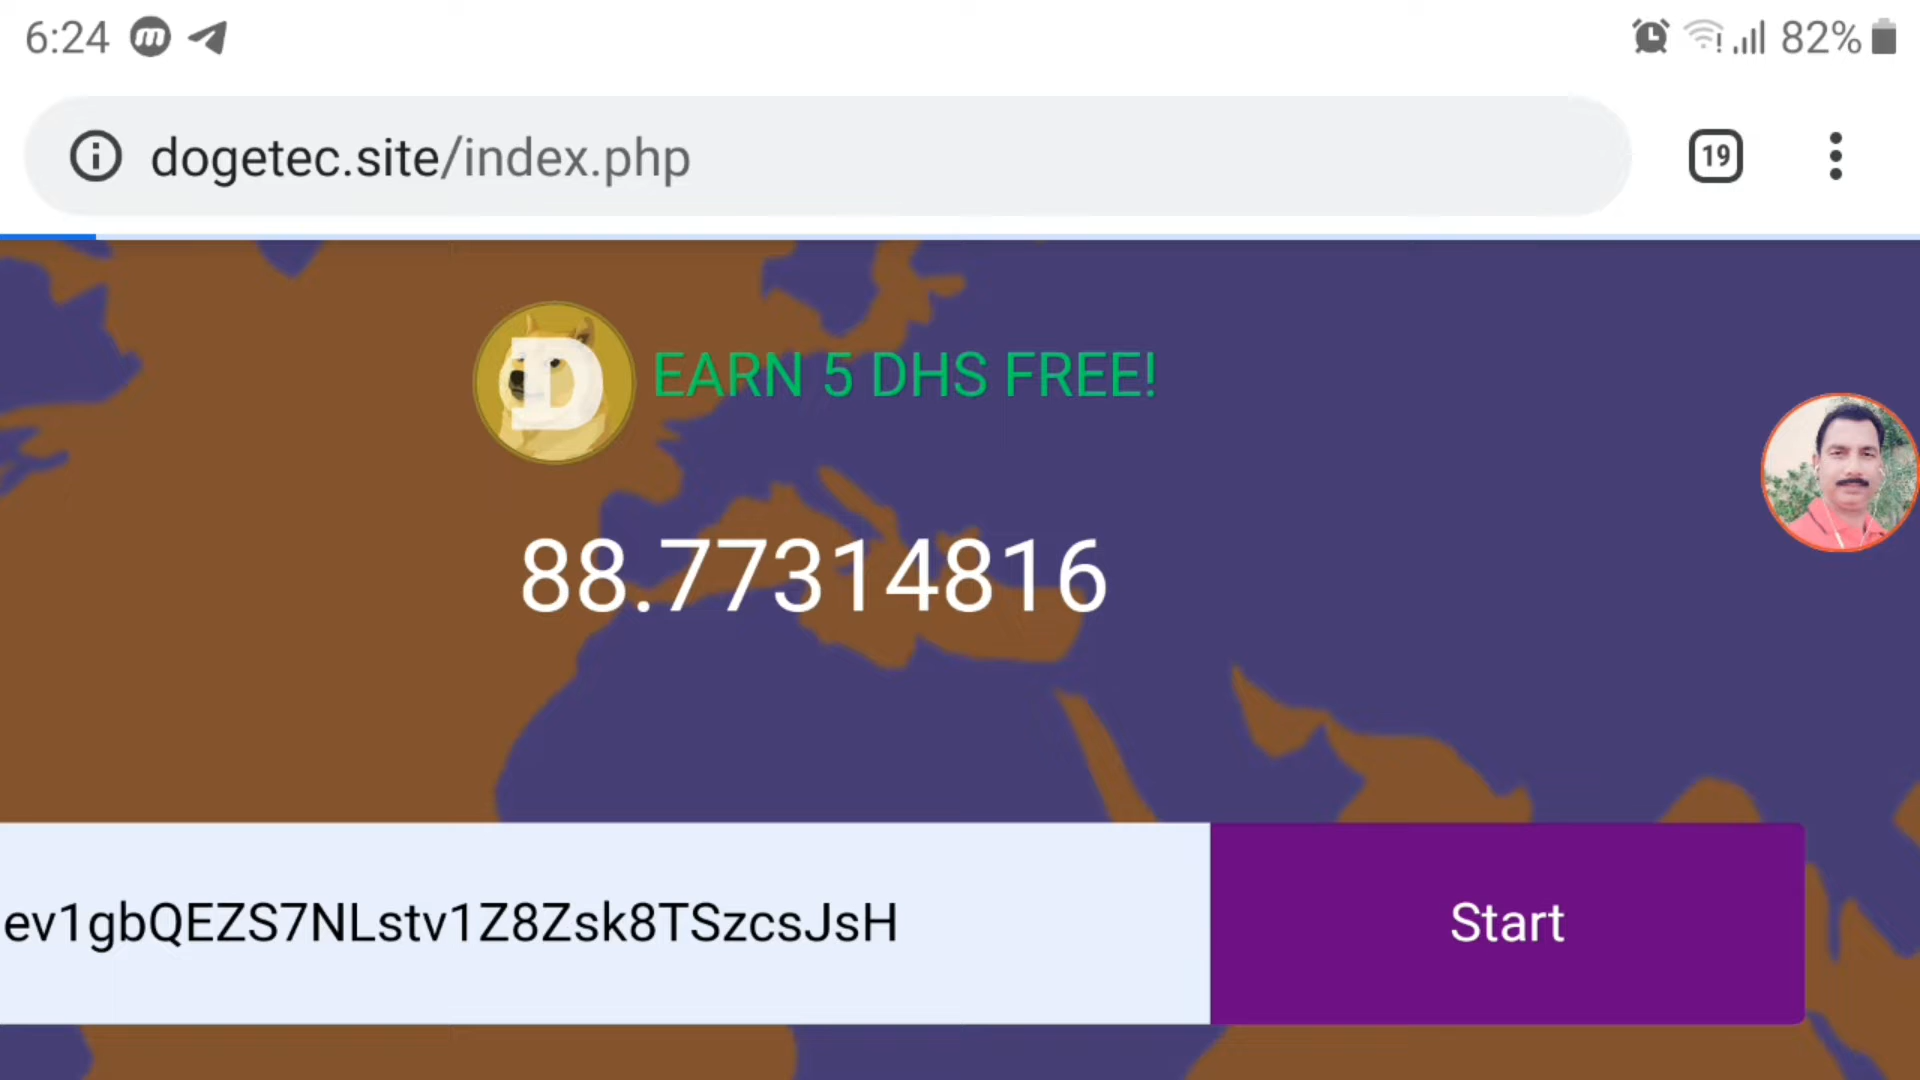 6:24 m 82%
dogetec.site/index.php 19
D EARN 5 DHS FREE!
88.77314816
ev1gbQEZS7NLstv1Z8Zsk8TSzcsJsH Start